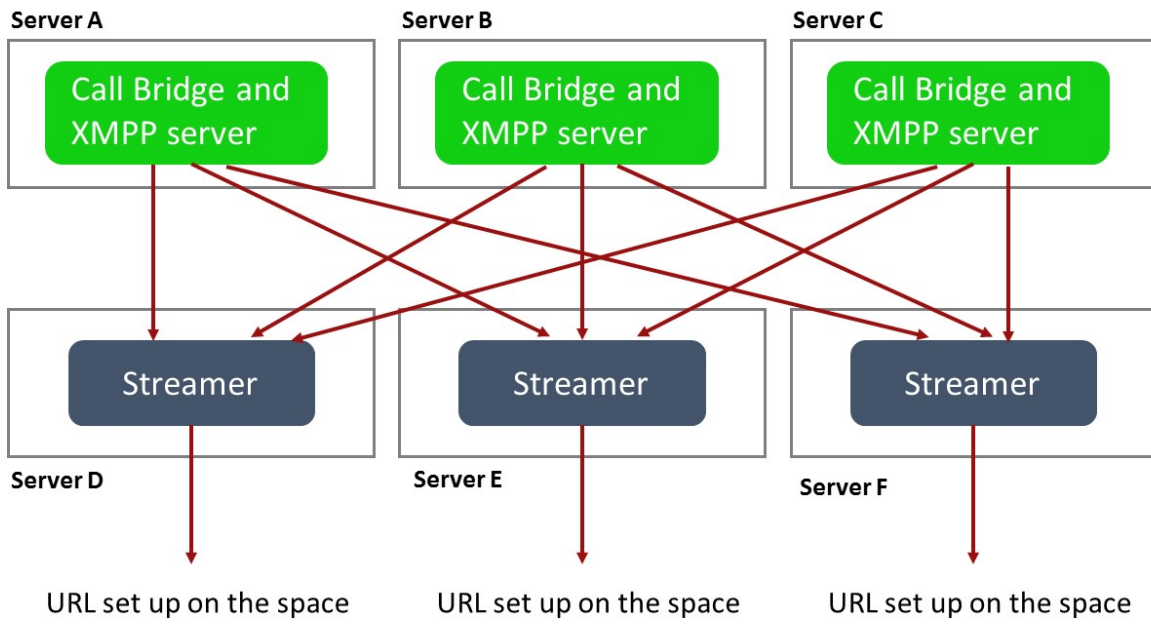 Server A
Server B
Server C
Call Bridge and
XMPP server
Call Bridge and
XMPP server
Call Bridge and
XMPP server
Streamer
Streamer
Streamer
Server D
Server E
Server F
URL set up on the space
URL set up on the space
URL set up on the space